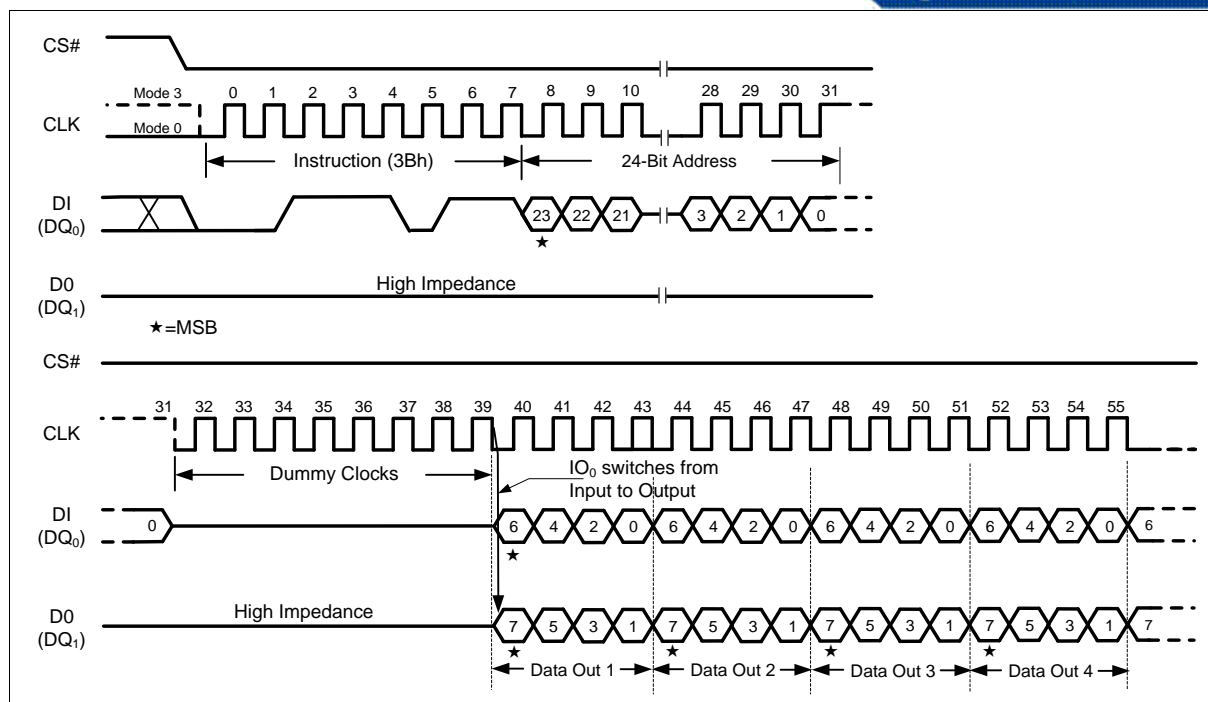 CS#
Mode 3 0 1 2 3 4 5 6 7 8 9 10 28 29 30 31
CLK
Mode 0
Instruction (3Bh) 24-Bit Address
DI
(DQ0) 23 22 21 3 2 1 0
★
D0
(DQ1)
High Impedance
★=MSB
CS#
31 32 33 34 35 36 37 38 39 40 41 42 43 44 45 46 47 48 49 50 51 52 53 54 55
CLK
Dummy Clocks
IO0 switches from
Input to Output
DI
(DQ0) 0 6 4 2 0 6 4 2 0 6 4 2 0 6 4 2 0 6
★
D0
(DQ1)
High Impedance 7 5 3 1 7 5 3 1 7 5 3 1 7 5 3 1 7
★ ★ ★ ★
Data Out 1 Data Out 2 Data Out 3 Data Out 4